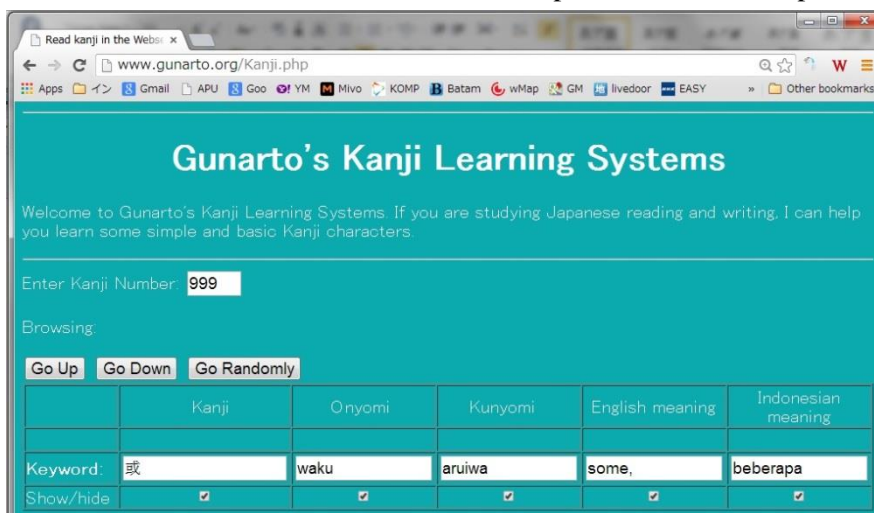 Read kanji in the Webs
www.gunarto.org/Kanji.php
Apps イン Gmail APU Goo YM Mivo KOMP Batam wMap GM livedoor EASY » Other bookmarks
Gunarto's Kanji Learning Systems
Welcome to Gunarto's Kanji Learning Systems. If you are studying Japanese reading and writing, I can help
you learn some simple and basic Kanji characters.
Enter Kanji Number: 999
Browsing:
Go Up Go Down Go Randomly
Kanji Onyomi Kunyomi English meaning Indonesian meaning
Keyword: 或 waku aruiwa some, beberapa
Show/hide